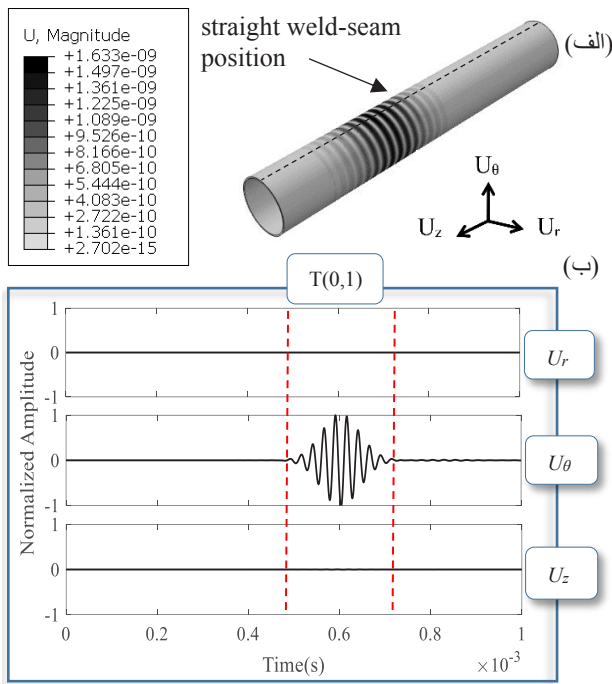 U, Magnitude
+1.633e-09
+1.497e-09
+1.361e-09
+1.225e-09
+1.089e-09
+9.526e-10
+8.166e-10
+6.805e-10
+5.444e-10
+4.083e-10
+2.722e-10
+1.361e-10
+2.702e-15
straight weld-seam
position
(الف)
Uθ
Uz
Ur
(ب)
T(0,1)
Normalized Amplitude
1
0
-1
Ur
1
0
-1
Uθ
1
0
-1
Uz
0
0.2
0.4
0.6
0.8
1
Time(s)
×10⁻³